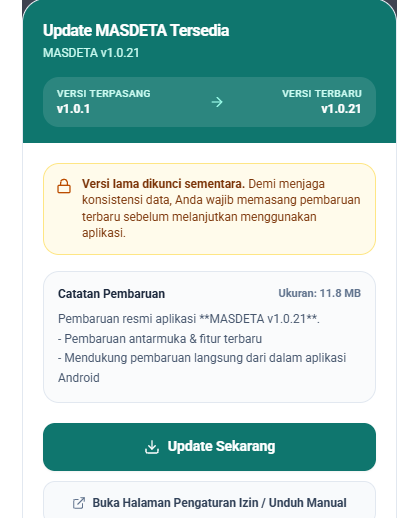 Update MASDETA Tersedia
MASDETA v1.0.21
VERSI TERPASANG
v1.0.1
VERSI TERBARU
v1.0.21
Versi lama dikunci sementara. Demi menjaga
konsistensi data, Anda wajib memasang pembaruan
terbaru sebelum melanjutkan menggunakan
aplikasi.
Catatan Pembaruan
Ukuran: 11.8 MB
Pembaruan resmi aplikasi **MASDETA v1.0.21**.
- Pembaruan antarmuka & fitur terbaru
- Mendukung pembaruan langsung dari dalam aplikasi
Android
Update Sekarang
Buka Halaman Pengaturan Izin / Unduh Manual